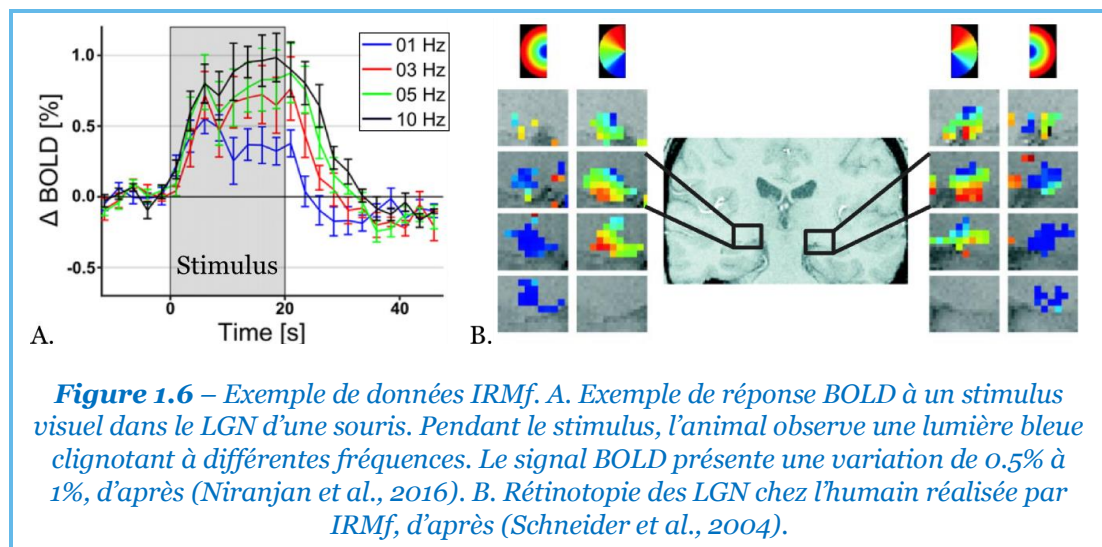 B.
1.0
0.5
0.0
-0.5
Δ BOLD [%]
01 Hz
03 Hz
05 Hz
10 Hz
Stimulus
0
20
40
A.
Time [s]
Figure 1.6 – Exemple de données IRMf. A. Exemple de réponse BOLD à un stimulus
visuel dans le LGN d’une souris. Pendant le stimulus, l’animal observe une lumière bleue
clignotant à différentes fréquences. Le signal BOLD présente une variation de 0.5% à
1%, d’après (Niranjan et al., 2016). B. Rétinotopie des LGN chez l’humain réalisée par
IRMf, d’après (Schneider et al., 2004).